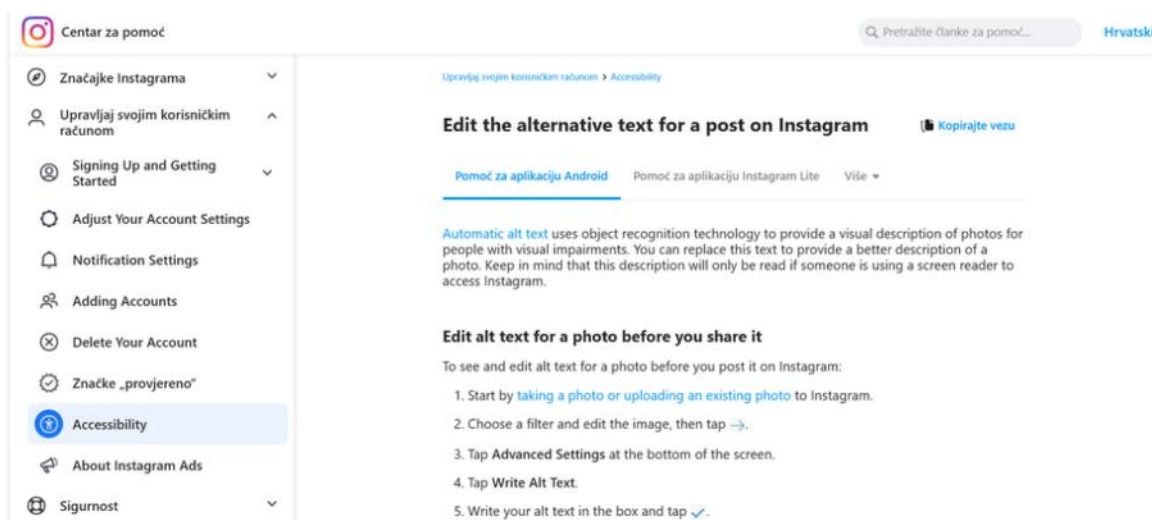 Centar za pomoć
Pretražite članke za pomoć...
Hrvatski
Značajke Instagrama
Upravljaj svojim korisničkim
računom
Signing Up and Getting
Started
Adjust Your Account Settings
Notification Settings
Adding Accounts
Delete Your Account
Značke „provjereno“
Accessibility
About Instagram Ads
Sigurnost
Upravljaj svojim korisničkim računom > Accessibility
Edit the alternative text for a post on Instagram
Kopirajte vezu
Pomoć za aplikaciju Android Pomoć za aplikaciju Instagram Lite Više
Automatic alt text uses object recognition technology to provide a visual description of photos for
people with visual impairments. You can replace this text to provide a better description of a
photo. Keep in mind that this description will only be read if someone is using a screen reader to
access Instagram.
Edit alt text for a photo before you share it
To see and edit alt text for a photo before you post it on Instagram:
1. Start by taking a photo or uploading an existing photo to Instagram.
2. Choose a filter and edit the image, then tap →.
3. Tap Advanced Settings at the bottom of the screen.
4. Tap Write Alt Text.
5. Write your alt text in the box and tap ✓.